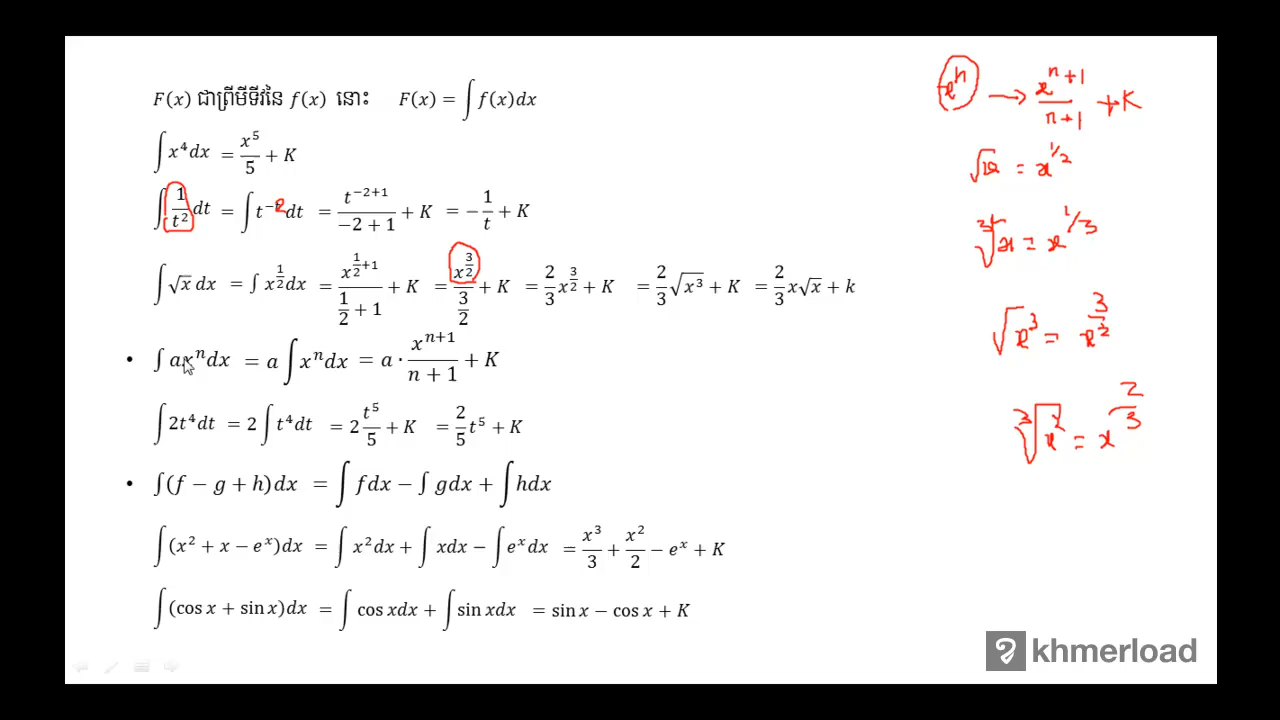 F(x) ជាព្រីមីទីវនៃ f(x) នោះ F(x) = ∫ f(x)dx
∫ x⁴dx = x⁵/5 + K
∫ 1/t² dt = ∫ t⁻²dt = t⁻²⁺¹/(−2 + 1) + K = −1/t + K
∫ √x dx = ∫ x^(1/2) dx = x^(1/2+1)/(1/2 + 1) + K = x^(3/2)/(3/2) + K = 2/3 x^(3/2) + K = 2/3 √x³ + K = 2/3 x√x + k
• ∫ axⁿdx = a ∫ xⁿdx = a · xⁿ⁺¹/(n + 1) + K
∫ 2t⁴dt = 2 ∫ t⁴dt = 2 t⁵/5 + K = 2/5 t⁵ + K
• ∫(f − g + h)dx = ∫ fdx − ∫ gdx + ∫ hdx
∫(x² + x − eˣ)dx = ∫ x²dx + ∫ xdx − ∫ eˣdx = x³/3 + x²/2 − eˣ + K
∫(cos x + sin x)dx = ∫ cos xdx + ∫ sin xdx = sin x − cos x + K
xⁿ → xⁿ⁺¹/(n+1) + K
√x = x^(1/2)
∛x = x^(1/3)
√x³ = x^(3/2)
∛x² = x^(2/3)
khmerload